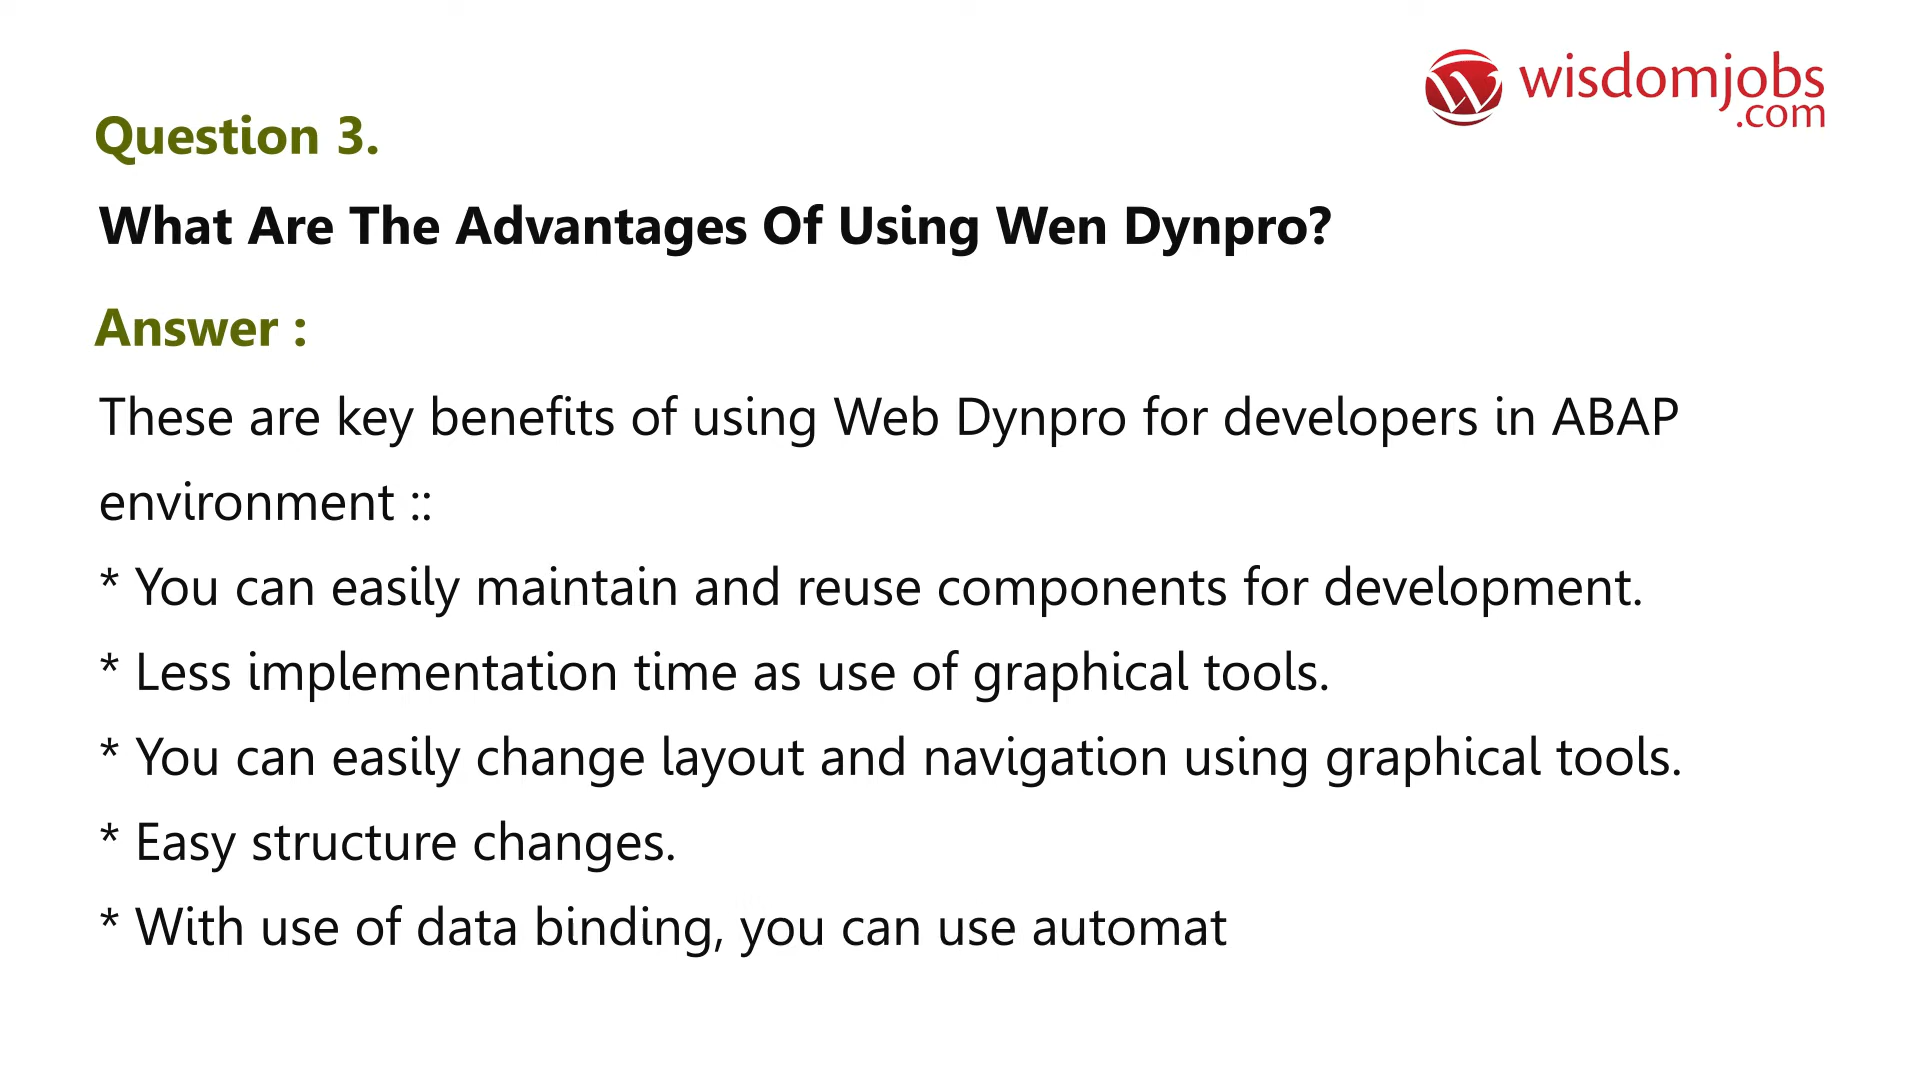 wisdomjobs
.com
Question 3.
What Are The Advantages Of Using Wen Dynpro?
Answer :
These are key benefits of using Web Dynpro for developers in ABAP
environment ::
* You can easily maintain and reuse components for development.
* Less implementation time as use of graphical tools.
* You can easily change layout and navigation using graphical tools.
* Easy structure changes.
* With use of data binding, you can use automat